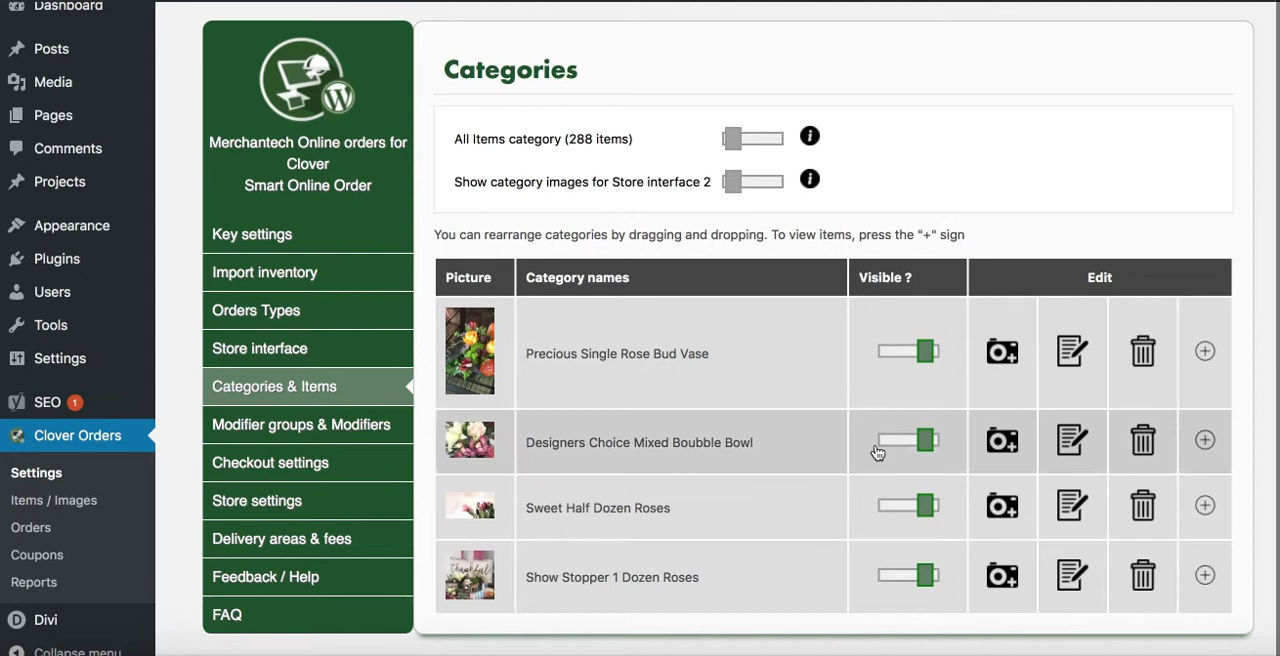 Dashboard
Posts
Media
Pages
Comments
Projects
Appearance
Plugins
Users
Tools
Settings
SEO 1
Clover Orders
Settings
Items / Images
Orders
Coupons
Reports
Divi
Collapse menu
Merchantech Online orders for
Clover
Smart Online Order
Key settings
Import inventory
Orders Types
Store interface
Categories & Items
Modifier groups & Modifiers
Checkout settings
Store settings
Delivery areas & fees
Feedback / Help
FAQ
Categories
All Items category (288 items)
Show category images for Store interface 2
You can rearrange categories by dragging and dropping. To view items, press the "+" sign
Picture Category names Visible ? Edit
Precious Single Rose Bud Vase
Designers Choice Mixed Boubble Bowl
Sweet Half Dozen Roses
Show Stopper 1 Dozen Roses
thankful